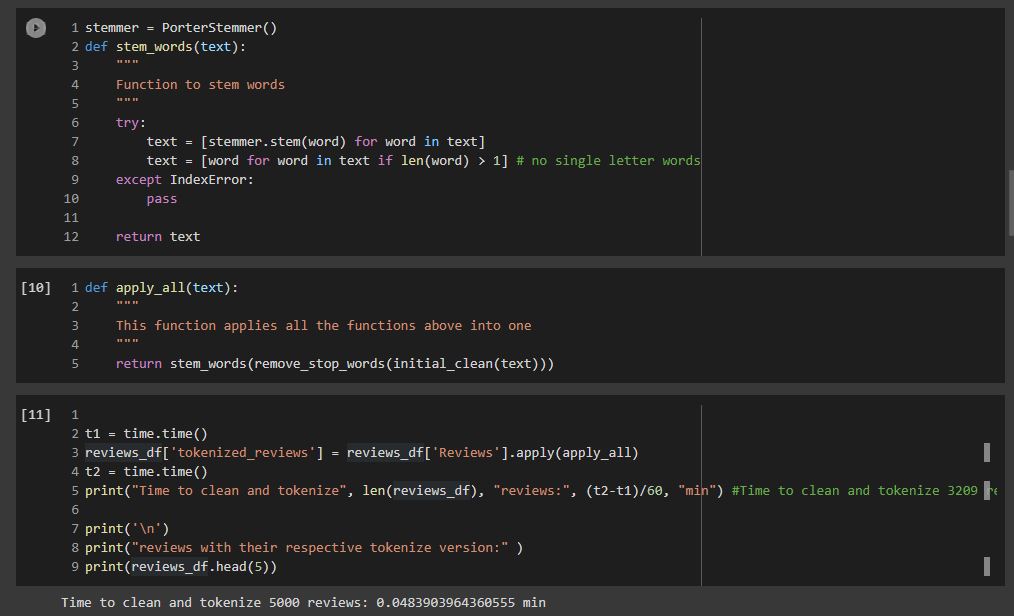 1 stemmer = PorterStemmer()
2 def stem_words(text):
3     """
4     Function to stem words
5     """
6     try:
7         text = [stemmer.stem(word) for word in text]
8         text = [word for word in text if len(word) > 1] # no single letter words
9     except IndexError:
10         pass
11
12     return text
[10] 1 def apply_all(text):
2     """
3     This function applies all the functions above into one
4     """
5     return stem_words(remove_stop_words(initial_clean(text)))
[11] 1
2 t1 = time.time()
3 reviews_df['tokenized_reviews'] = reviews_df['Reviews'].apply(apply_all)
4 t2 = time.time()
5 print("Time to clean and tokenize", len(reviews_df), "reviews:", (t2-t1)/60, "min") #Time to clean and tokenize 3209
6
7 print('\n')
8 print("reviews with their respective tokenize version:" )
9 print(reviews_df.head(5))
Time to clean and tokenize 5000 reviews: 0.0483903964360555 min